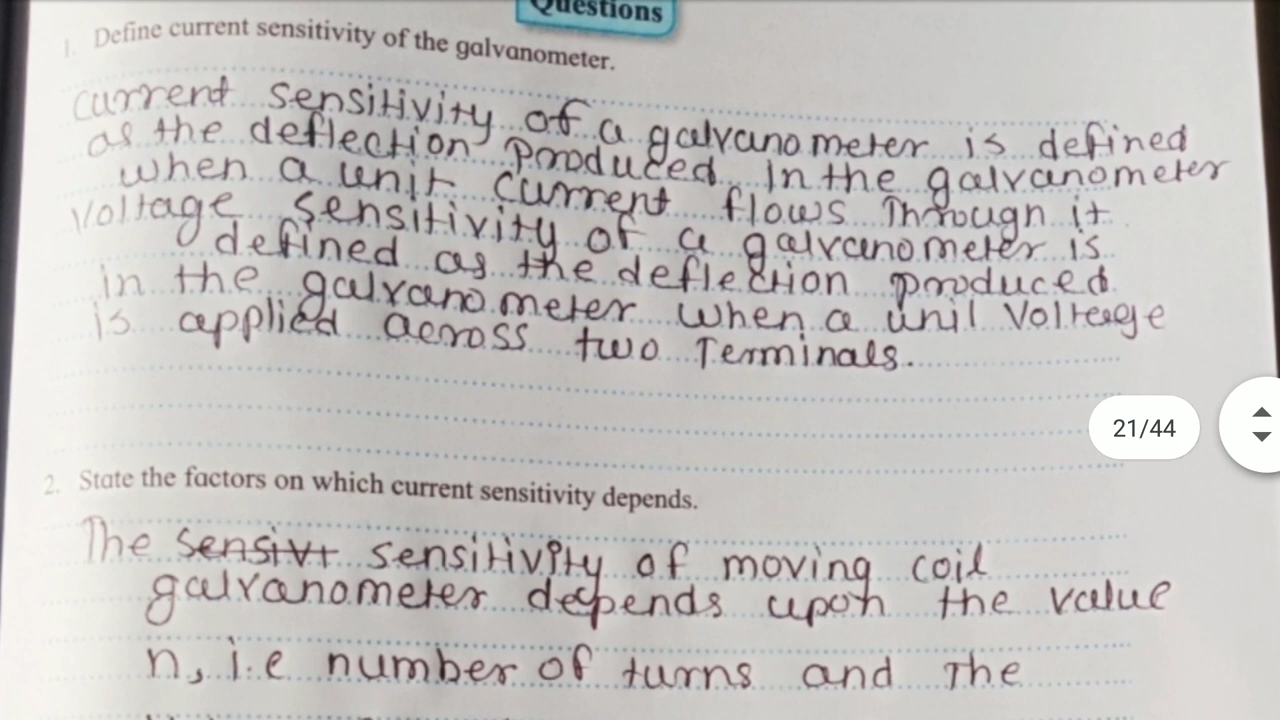 Questions
1. Define current sensitivity of the galvanometer.
current sensitivity of a galvanometer is defined
as the deflection produced in the galvanometer
when a unit current flows through it
Voltage sensitivity of a galvanometer is
defined as the deflection produced
in the galvanometer when a unit Voltage
is applied across two Terminals.
21/44
2. State the factors on which current sensitivity depends.
The sensivt sensitivity of moving coil
galvanometer depends upon the value
n, i.e number of turns and The